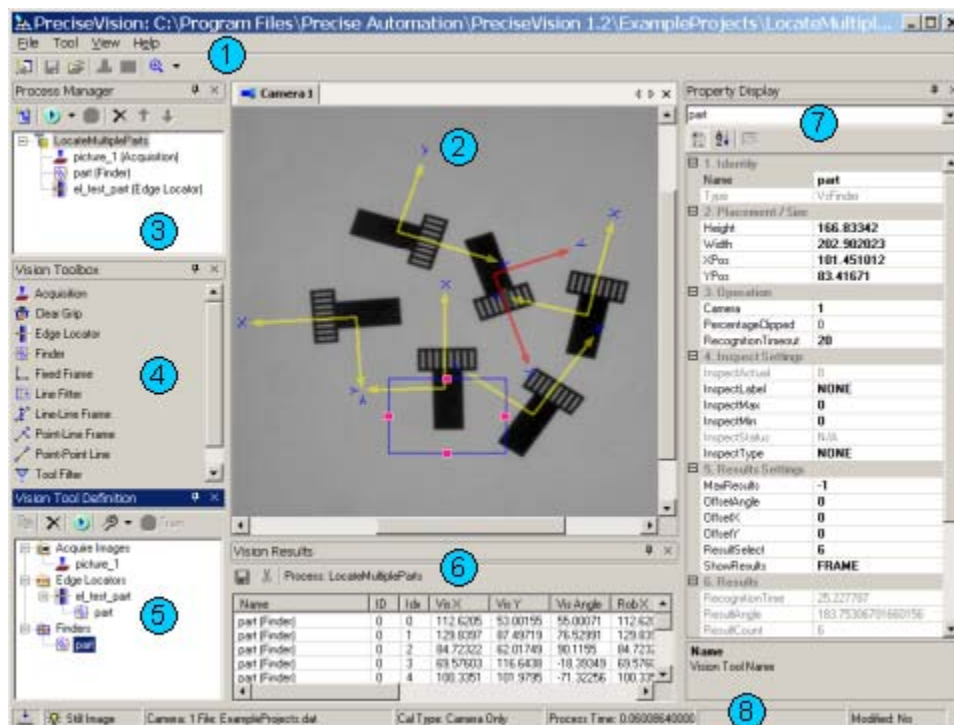 PreciseVision: C:\Program Files\Precise Automation\PreciseVision 1.2\ExampleProjects\LocateMultipl...
File Tool View Help
1
Process Manager
LocateMultipleParts
picture_1 (Acquisition)
part (Finder)
el_test_part (Edge Locator)
3
Vision Toolbox
Acquisition
Clear Grip
Edge Locator
Finder
Fixed Frame
Line Fitter
Line-Line Frame
Point-Line Frame
Point-Point Line
Tool Filter
4
Vision Tool Definition
Train
Acquire Images
picture_1
Edge Locators
el_test_part
part
Finders
part
5
Camera 1
2
Vision Results
6
Process: LocateMultipleParts
Name ID Idx Vis X Vis Y Vis Angle Rob X
part (Finder) 0 0 112.6205 53.00155 55.00071
part (Finder) 0 1 129.8397 87.49719 76.52991
part (Finder) 0 2 84.72322 62.01749 90.1155
part (Finder) 0 3 69.57603 116.6438 -18.39349
part (Finder) 0 4 100.3351 101.9795 -71.32256
Property Display
part
7
1. Identity
Name part
Type VsFinder
2. Placement / Size
Height 166.83342
Width 202.902023
XPos 101.451012
YPos 83.41671
3. Operation
Camera 1
PercentageClipped 0
RecognitionTimeout 20
4. Inspect Settings
InspectActual 0
InspectLabel NONE
InspectMax 0
InspectMin 0
InspectStatus N/A
InspectType NONE
5. Results Settings
MaxResults -1
OffsetAngle 0
OffsetX 0
OffsetY 0
ResultSelect 6
ShowResults FRAME
6. Results
RecognitionTime 25.227787
ResultAngle 183.75306701660156
ResultCount 6
Name
Vision Tool Name
8
Still Image Camera: 1 File: ExampleProjects.dat Cal Type: Camera Only Process Time: 0.06008640000 Modified: No